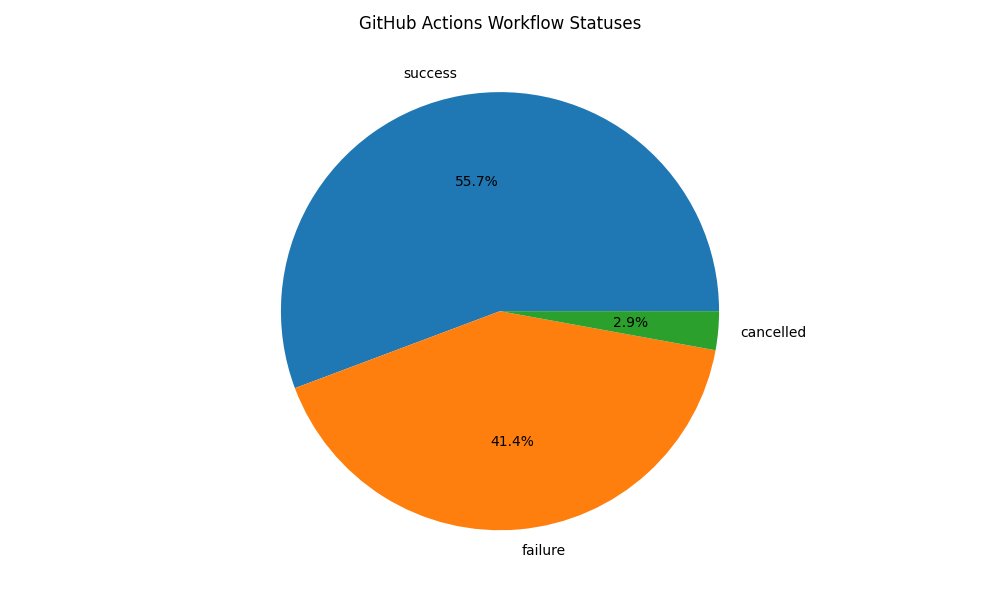 GitHub Actions Workflow Statuses
success
55.7%
2.9%
cancelled
41.4%
failure